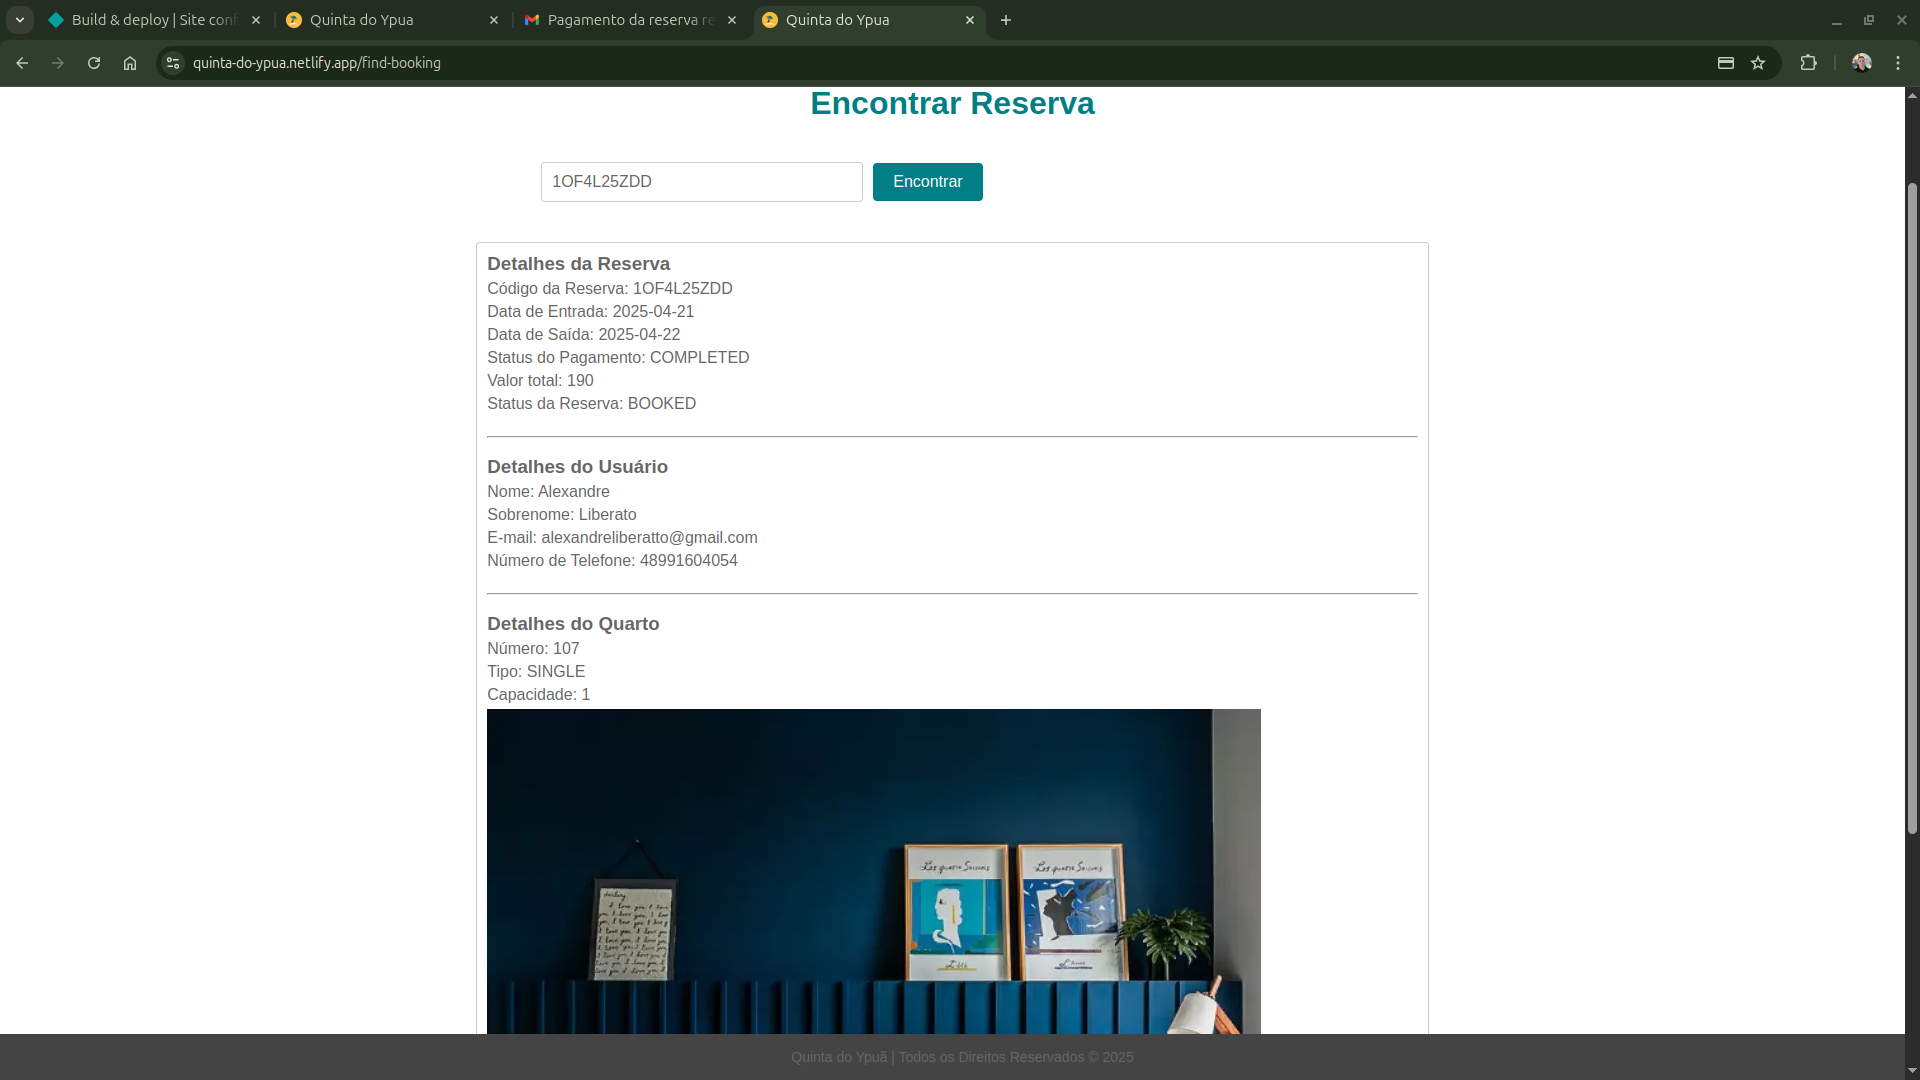 Build & deploy | Site conf
Quinta do Ypua
Pagamento da reserva re
Quinta do Ypua
quinta-do-ypua.netlify.app/find-booking
Encontrar Reserva
1OF4L25ZDD
Encontrar
Detalhes da Reserva
Código da Reserva: 1OF4L25ZDD
Data de Entrada: 2025-04-21
Data de Saída: 2025-04-22
Status do Pagamento: COMPLETED
Valor total: 190
Status da Reserva: BOOKED
Detalhes do Usuário
Nome: Alexandre
Sobrenome: Liberato
E-mail: alexandreliberatto@gmail.com
Número de Telefone: 48991604054
Detalhes do Quarto
Número: 107
Tipo: SINGLE
Capacidade: 1
Les quatre Saisons
Les quatre Saisons
Quinta do Ypuã | Todos os Direitos Reservados © 2025